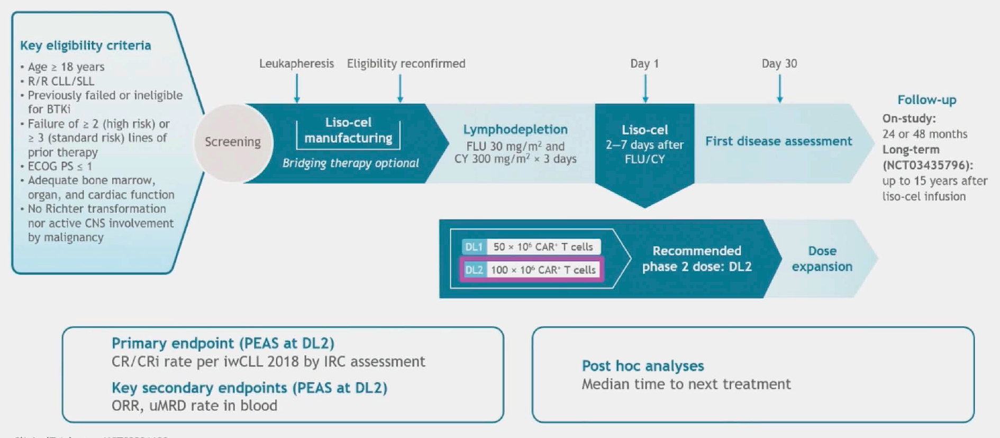 Key eligibility criteria
• Age ≥ 18 years
• R/R CLL/SLL
• Previously failed or ineligible
for BTKi
• Failure of ≥ 2 (high risk) or
≥ 3 (standard risk) lines of
prior therapy
• ECOG PS ≤ 1
• Adequate bone marrow,
organ, and cardiac function
• No Richter transformation
nor active CNS involvement
by malignancy
Screening
Leukapheresis
Eligibility reconfirmed
Liso-cel
manufacturing
Bridging therapy optional
Lymphodepletion
FLU 30 mg/m² and
CY 300 mg/m² × 3 days
Day 1
Liso-cel
2–7 days after
FLU/CY
Day 30
First disease assessment
Follow-up
On-study:
24 or 48 months
Long-term
(NCT03435796):
up to 15 years after
liso-cel infusion
DL1 50 × 10⁶ CAR⁺ T cells
DL2 100 × 10⁶ CAR⁺ T cells
Recommended
phase 2 dose: DL2
Dose
expansion
Primary endpoint (PEAS at DL2)
CR/CRi rate per iwCLL 2018 by IRC assessment
Key secondary endpoints (PEAS at DL2)
ORR, uMRD rate in blood
Post hoc analyses
Median time to next treatment